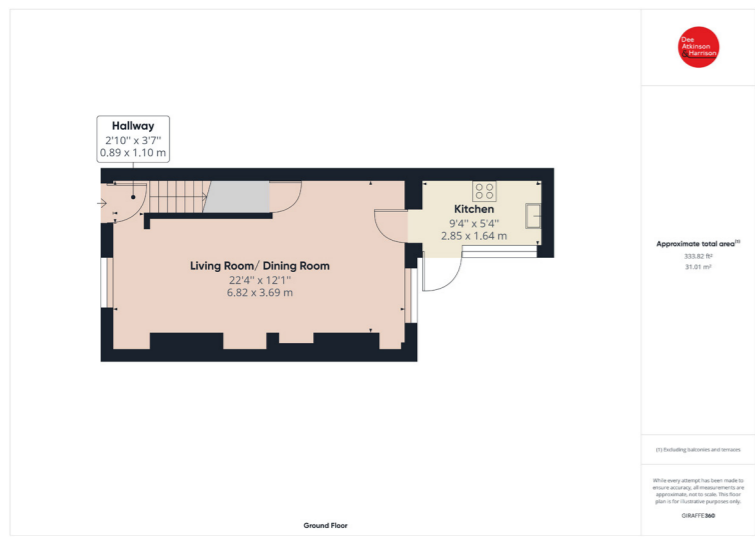 Dee
Atkinson
& Harrison
Hallway
2'10" x 3'7"
0.89 x 1.10 m
Kitchen
9'4" x 5'4"
2.85 x 1.64 m
Living Room/ Dining Room
22'4" x 12'1"
6.82 x 3.69 m
Approximate total area(1)
333.82 ft²
31.01 m²
(1) Excluding balconies and terraces
While every attempt has been made to
ensure accuracy, all measurements are
approximate, not to scale. This floor
plan is for illustrative purposes only.
GIRAFFE360
Ground Floor